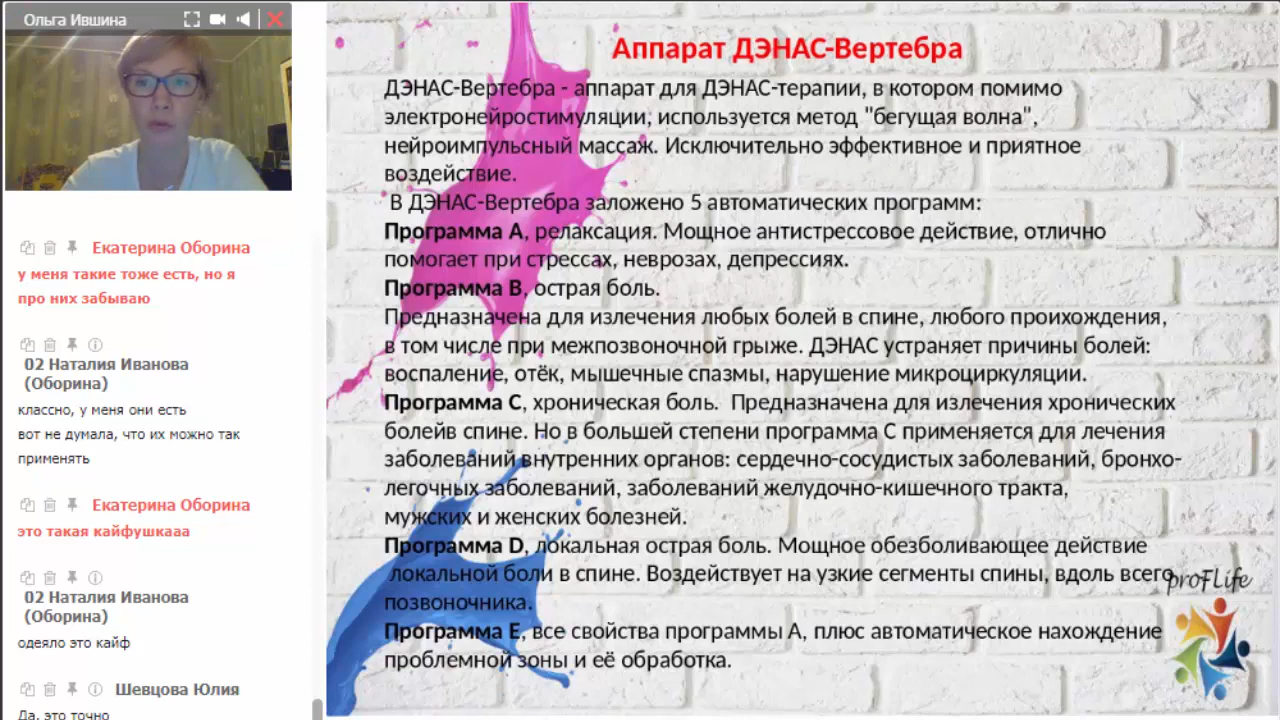 Ольга Ившина
Екатерина Оборина
у меня такие тоже есть, но я
про них забываю
02 Наталия Иванова
(Оборина)
классно, у меня они есть
вот не думала, что их можно так
применять
Екатерина Оборина
это такая кайфушкааа
02 Наталия Иванова
(Оборина)
одеяло это кайф
Шевцова Юлия
Да, это точно
Аппарат ДЭНАС-Вертебра
ДЭНАС-Вертебра - аппарат для ДЭНАС-терапии, в котором помимо
электронейростимуляции, используется метод "бегущая волна",
нейроимпульсный массаж. Исключительно эффективное и приятное
воздействие.
В ДЭНАС-Вертебра заложено 5 автоматических программ:
Программа A, релаксация. Мощное антистрессовое действие, отлично
помогает при стрессах, неврозах, депрессиях.
Программа B, острая боль.
Предназначена для излечения любых болей в спине, любого проихождения,
в том числе при межпозвоночной грыже. ДЭНАС устраняет причины болей:
воспаление, отёк, мышечные спазмы, нарушение микроциркуляции.
Программа C, хроническая боль. Предназначена для излечения хронических
болейв спине. Но в большей степени программа С применяется для лечения
заболеваний внутренних органов: сердечно-сосудистых заболеваний, бронхо-
легочных заболеваний, заболеваний желудочно-кишечного тракта,
мужских и женских болезней.
Программа D, локальная острая боль. Мощное обезболивающее действие
локальной боли в спине. Воздействует на узкие сегменты спины, вдоль всего
позвоночника.
Программа E, все свойства программы А, плюс автоматическое нахождение
проблемной зоны и её обработка.
proFLife